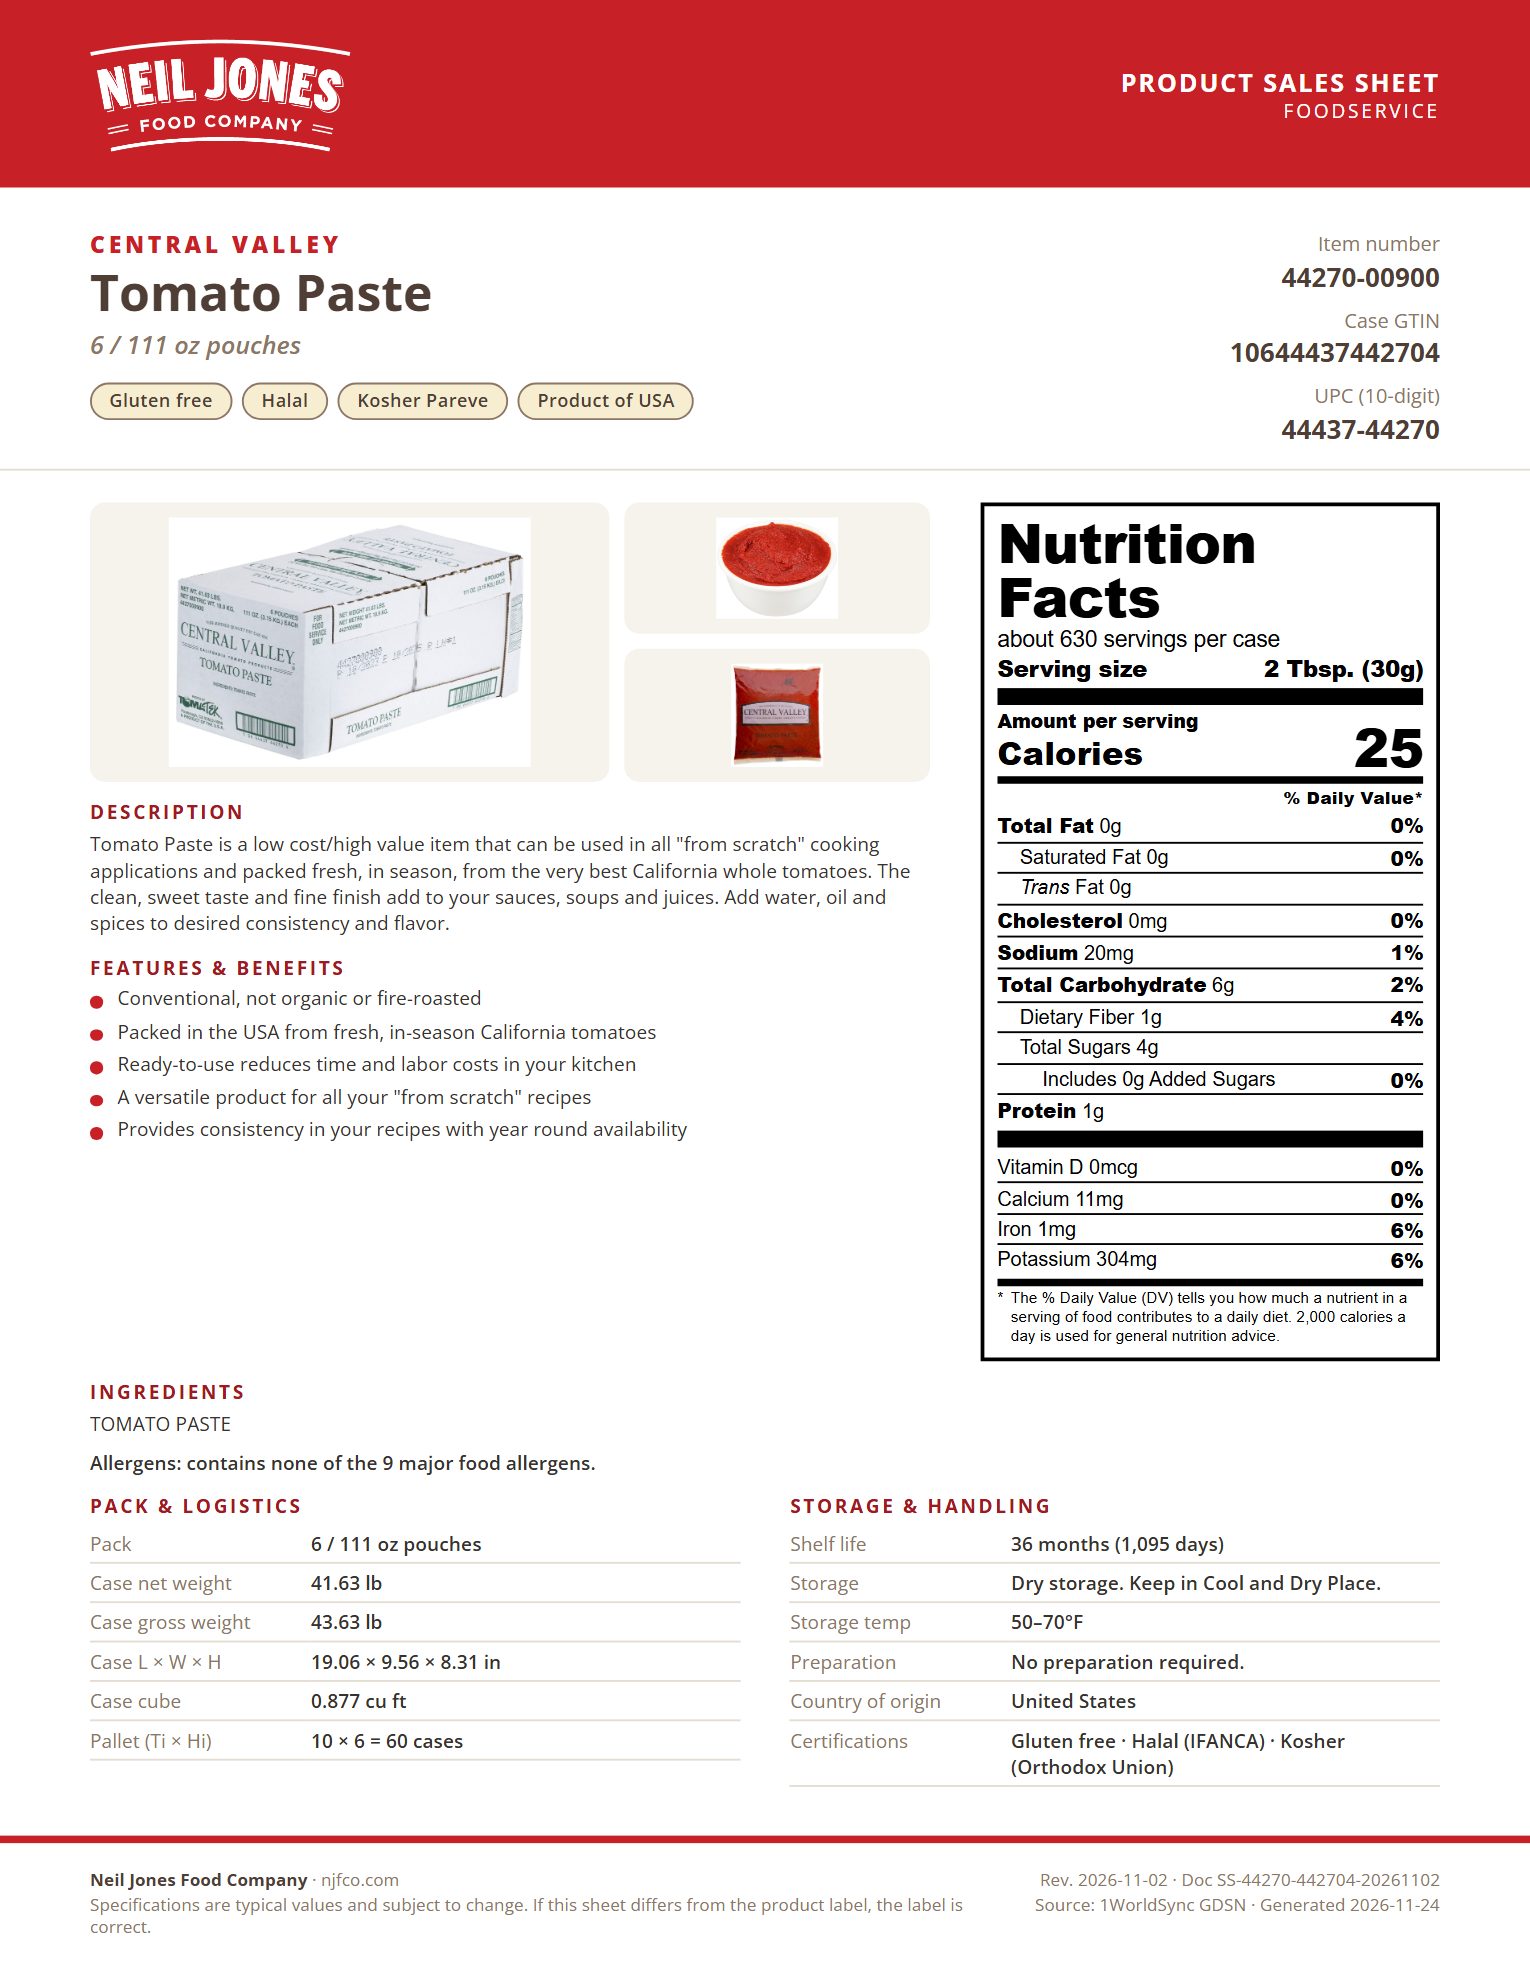 NEIL JONES
FOOD COMPANY
PRODUCT SALES SHEET
FOODSERVICE
CENTRAL VALLEY
Tomato Paste
6 / 111 oz pouches
Gluten free
Halal
Kosher Pareve
Product of USA
Item number
44270-00900
Case GTIN
10644437442704
UPC (10-digit)
44437-44270
CENTRAL VALLEY
TOMATO PASTE
TOMATO PASTE
CENTRAL VALLEY
DESCRIPTION
Tomato Paste is a low cost/high value item that can be used in all "from scratch" cooking
applications and packed fresh, in season, from the very best California whole tomatoes. The
clean, sweet taste and fine finish add to your sauces, soups and juices. Add water, oil and
spices to desired consistency and flavor.
FEATURES & BENEFITS
Conventional, not organic or fire-roasted
Packed in the USA from fresh, in-season California tomatoes
Ready-to-use reduces time and labor costs in your kitchen
A versatile product for all your "from scratch" recipes
Provides consistency in your recipes with year round availability
Nutrition
Facts
about 630 servings per case
Serving size 2 Tbsp. (30g)
Amount per serving
Calories 25
% Daily Value*
Total Fat 0g 0%
Saturated Fat 0g 0%
Trans Fat 0g
Cholesterol 0mg 0%
Sodium 20mg 1%
Total Carbohydrate 6g 2%
Dietary Fiber 1g 4%
Total Sugars 4g
Includes 0g Added Sugars 0%
Protein 1g
Vitamin D 0mcg 0%
Calcium 11mg 0%
Iron 1mg 6%
Potassium 304mg 6%
* The % Daily Value (DV) tells you how much a nutrient in a
serving of food contributes to a daily diet. 2,000 calories a
day is used for general nutrition advice.
INGREDIENTS
TOMATO PASTE
Allergens: contains none of the 9 major food allergens.
PACK & LOGISTICS
Pack 6 / 111 oz pouches
Case net weight 41.63 lb
Case gross weight 43.63 lb
Case L × W × H 19.06 × 9.56 × 8.31 in
Case cube 0.877 cu ft
Pallet (Ti × Hi) 10 × 6 = 60 cases
STORAGE & HANDLING
Shelf life 36 months (1,095 days)
Storage Dry storage. Keep in Cool and Dry Place.
Storage temp 50–70°F
Preparation No preparation required.
Country of origin United States
Certifications Gluten free · Halal (IFANCA) · Kosher
(Orthodox Union)
Neil Jones Food Company · njfco.com
Specifications are typical values and subject to change. If this sheet differs from the product label, the label is
correct.
Rev. 2026-11-02 · Doc SS-44270-442704-20261102
Source: 1WorldSync GDSN · Generated 2026-11-24